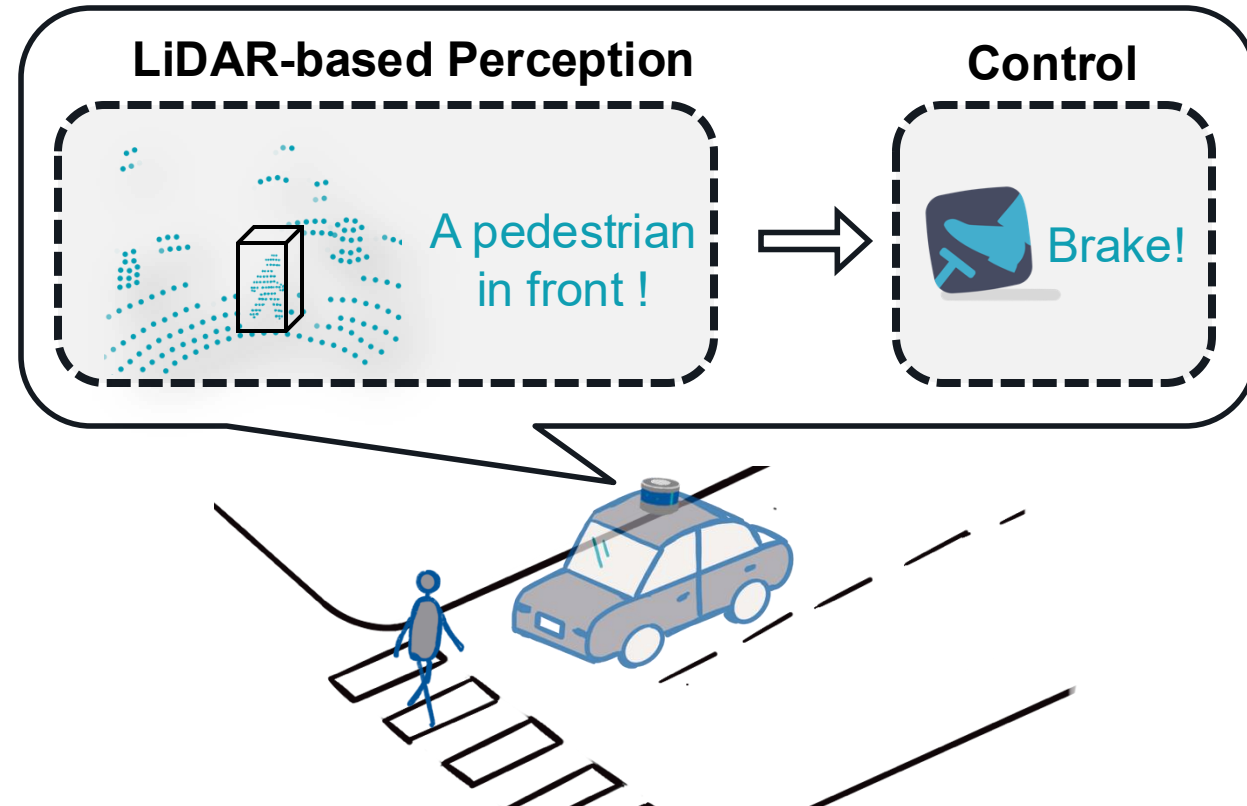 LiDAR-based Perception
Control
A pedestrian
in front !
Brake!